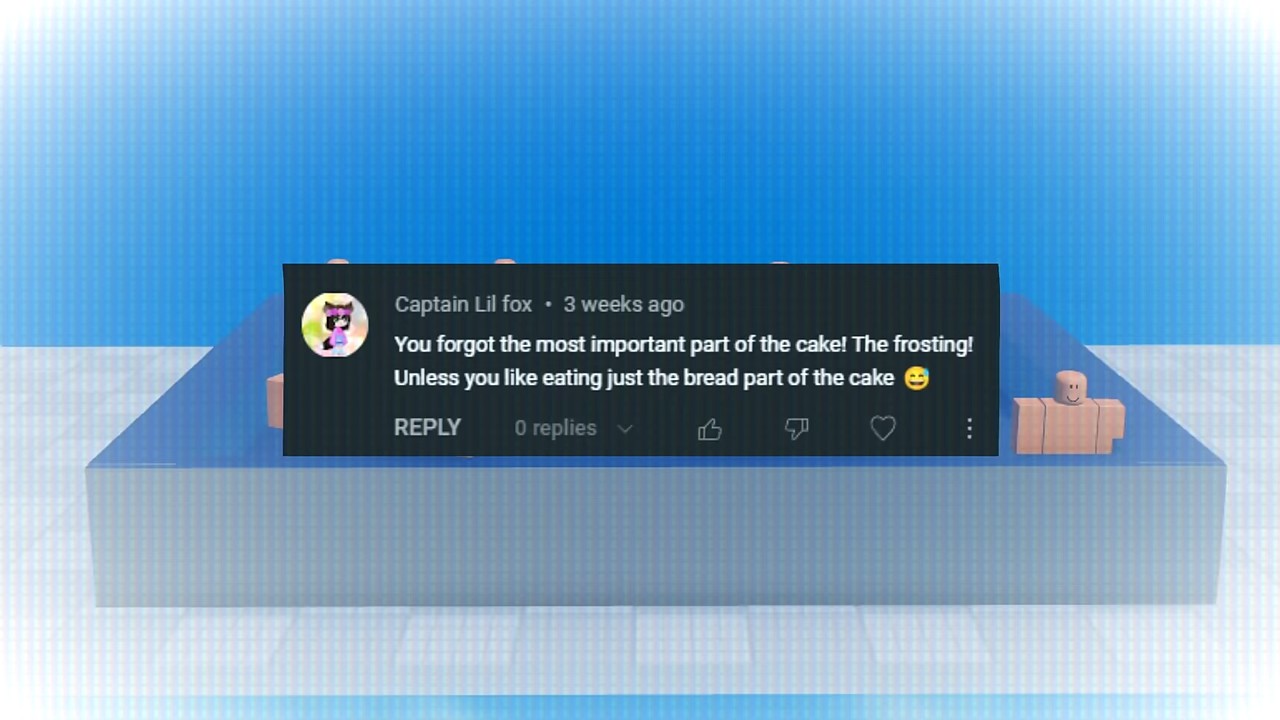 Captain Lil fox • 3 weeks ago
You forgot the most important part of the cake! The frosting!
Unless you like eating just the bread part of the cake 😅
REPLY 0 replies